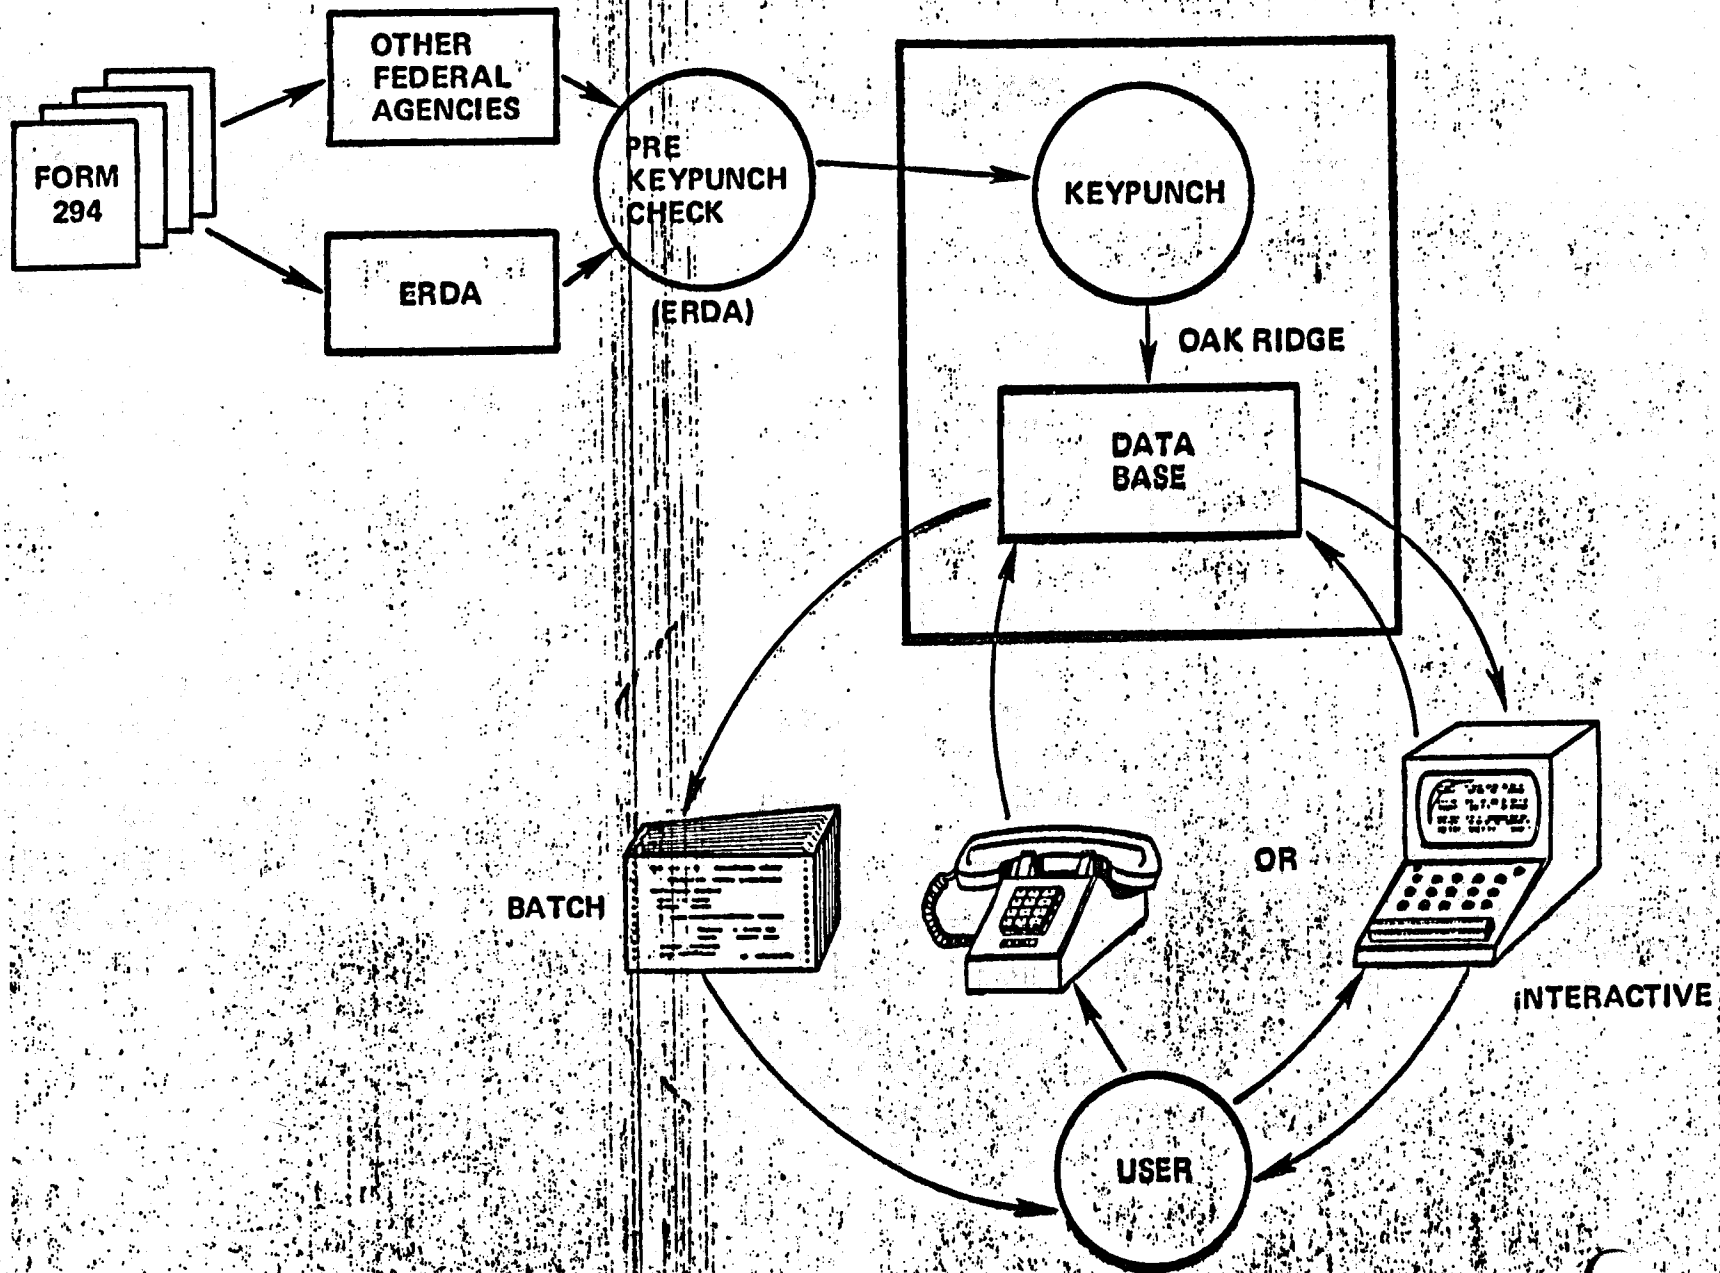 OTHER
FEDERAL
AGENCIES
FORM
294
ERDA
PRE
KEYPUNCH
CHECK
(ERDA)
KEYPUNCH
OAK RIDGE
DATA
BASE
BATCH
OR
INTERACTIVE
USER